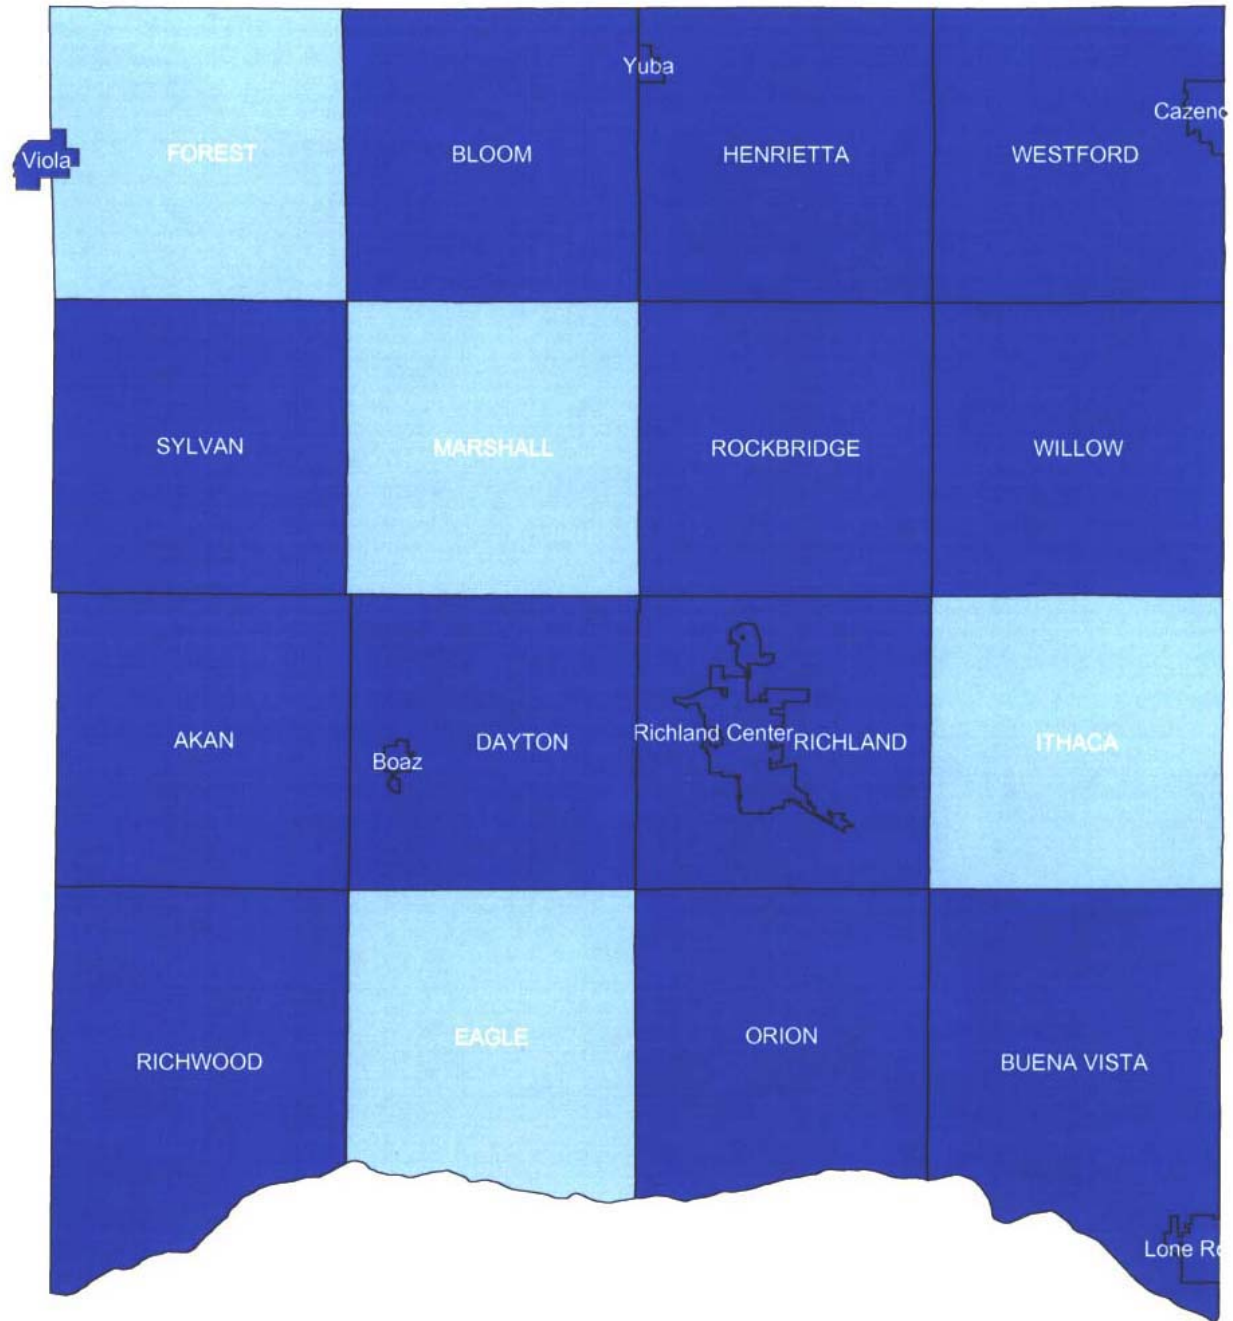 Yuba
Cazeno
Viola
FOREST
BLOOM
HENRIETTA
WESTFORD
SYLVAN
MARSHALL
ROCKBRIDGE
WILLOW
AKAN
Boaz
DAYTON
Richland Center
RICHLAND
ITHACA
RICHWOOD
EAGLE
ORION
BUENA VISTA
Lone Ro